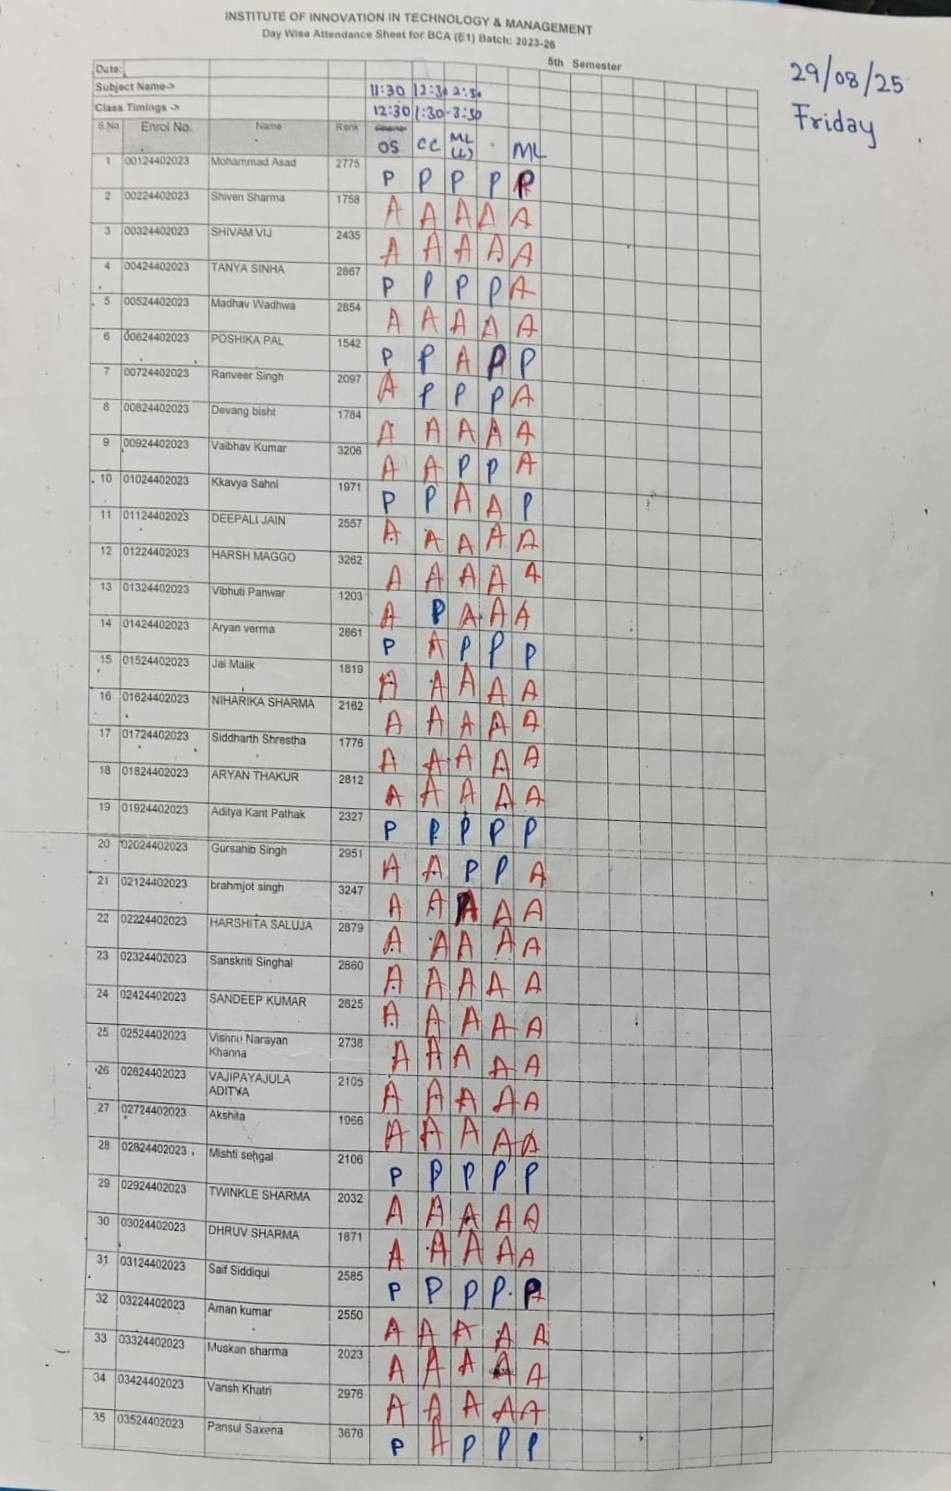 INSTITUTE OF INNOVATION IN TECHNOLOGY & MANAGEMENT
Day Wise Attendance Sheet for BCA (E1) Batch: 2023-26
5th Semester
29/08/25
Friday
Date:
Subject Name-> 11:30 12:30 2:30
Class Timings -> 12:30 1:30 -3:30
S.No Enrol No. Name Rank OS CC ML (L) ML
1 00124402023 Mohammad Asad 2775 P P P P P
2 00224402023 Shiven Sharma 1758 A A A A A
3 00324402023 SHIVAM VIJ 2435 A A A A A
4 00424402023 TANYA SINHA 2867 P P P P A
5 00524402023 Madhav Wadhwa 2854 A A A A A
6 00624402023 POSHIKA PAL 1542 P P A P P
7 00724402023 Ranveer Singh 2097 A P P P A
8 00824402023 Devang bisht 1784 A A A A A
9 00924402023 Vaibhav Kumar 3206 A A P P A
10 01024402023 Kkavya Sahni 1971 P P A A P
11 01124402023 DEEPALI JAIN 2557 A A A A A
12 01224402023 HARSH MAGGO 3262 A A A A A
13 01324402023 Vibhuti Panwar 1203 A P A A A
14 01424402023 Aryan verma 2861 P A P P P
15 01524402023 Jai Malik 1819 A A A A A
16 01624402023 NIHARIKA SHARMA 2162 A A A A A
17 01724402023 Siddharth Shrestha 1776 A A A A A
18 01824402023 ARYAN THAKUR 2812 A A A A A
19 01924402023 Aditya Kant Pathak 2327 P P P P P
20 02024402023 Gursahib Singh 2951 A A P P A
21 02124402023 brahmjot singh 3247 A A A A A
22 02224402023 HARSHITA SALUJA 2879 A A A A A
23 02324402023 Sanskriti Singhal 2860 A A A A A
24 02424402023 SANDEEP KUMAR 2825 A A A A A
25 02524402023 Vishnu Narayan Khanna 2738 A A A A A
26 02624402023 VAJIPAYAJULA ADITYA 2105 A A A A A
27 02724402023 Akshita 1966 A A A A A
28 02824402023 Mishti sehgal 2106 P P P P P
29 02924402023 TWINKLE SHARMA 2032 A A A A A
30 03024402023 DHRUV SHARMA 1871 A A A A A
31 03124402023 Saif Siddiqui 2585 P P P P P
32 03224402023 Aman kumar 2550 A A A A A
33 03324402023 Muskan sharma 2023 A A A A A
34 03424402023 Vansh Khatri 2976 A A A A A
35 03524402023 Pansul Saxena 3676 P A P P P